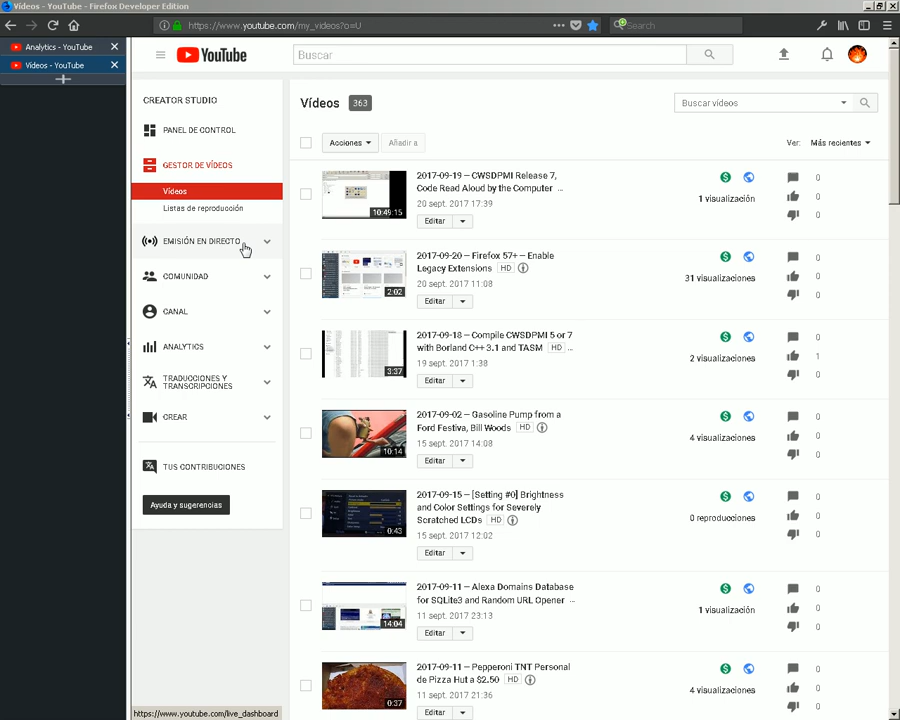 Vídeos - YouTube - Firefox Developer Edition
https://www.youtube.com/my_videos?o=U
Search
Analytics - YouTube
Vídeos - YouTube
YouTube
Buscar
CREATOR STUDIO
PANEL DE CONTROL
GESTOR DE VÍDEOS
Vídeos
Listas de reproducción
EMISIÓN EN DIRECTO
COMUNIDAD
CANAL
ANALYTICS
TRADUCCIONES Y
TRANSCRIPCIONES
CREAR
TUS CONTRIBUCIONES
Ayuda y sugerencias
Vídeos 363
Buscar vídeos
Acciones
Añadir a
Ver: Más recientes
2017-09-19 – CWSDPMI Release 7,
Code Read Aloud by the Computer ...
20 sept. 2017 17:39
Editar
10:49:15
1 visualización
0
0
0
2017-09-20 – Firefox 57+ – Enable
Legacy Extensions HD
20 sept. 2017 11:08
Editar
2:02
31 visualizaciones
0
0
0
2017-09-18 – Compile CWSDPMI 5 or 7
with Borland C++ 3.1 and TASM HD ...
19 sept. 2017 1:38
Editar
3:37
2 visualizaciones
0
1
0
2017-09-02 – Gasoline Pump from a
Ford Festiva, Bill Woods HD
15 sept. 2017 14:08
Editar
10:14
4 visualizaciones
0
0
0
2017-09-15 – [Setting #0] Brightness
and Color Settings for Severely
Scratched LCDs HD
15 sept. 2017 12:02
Editar
0:43
0 reproducciones
0
0
0
2017-09-11 – Alexa Domains Database
for SQLite3 and Random URL Opener ...
11 sept. 2017 23:13
Editar
14:04
1 visualización
0
0
0
2017-09-11 – Pepperoni TNT Personal
de Pizza Hut a $2.50 HD
11 sept. 2017 21:36
Editar
0:37
4 visualizaciones
0
0
0
https://www.youtube.com/live_dashboard